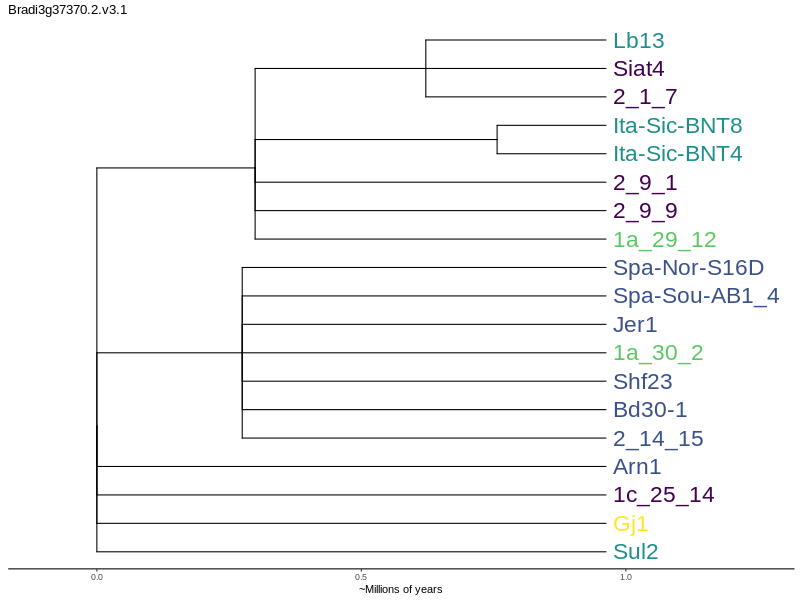 Bradi3g37370.2.v3.1
Lb13
Siat4
2_1_7
Ita-Sic-BNT8
Ita-Sic-BNT4
2_9_1
2_9_9
1a_29_12
Spa-Nor-S16D
Spa-Sou-AB1_4
Jer1
1a_30_2
Shf23
Bd30-1
2_14_15
Arn1
1c_25_14
Gj1
Sul2
0.0 0.5 1.0
~Millions of years